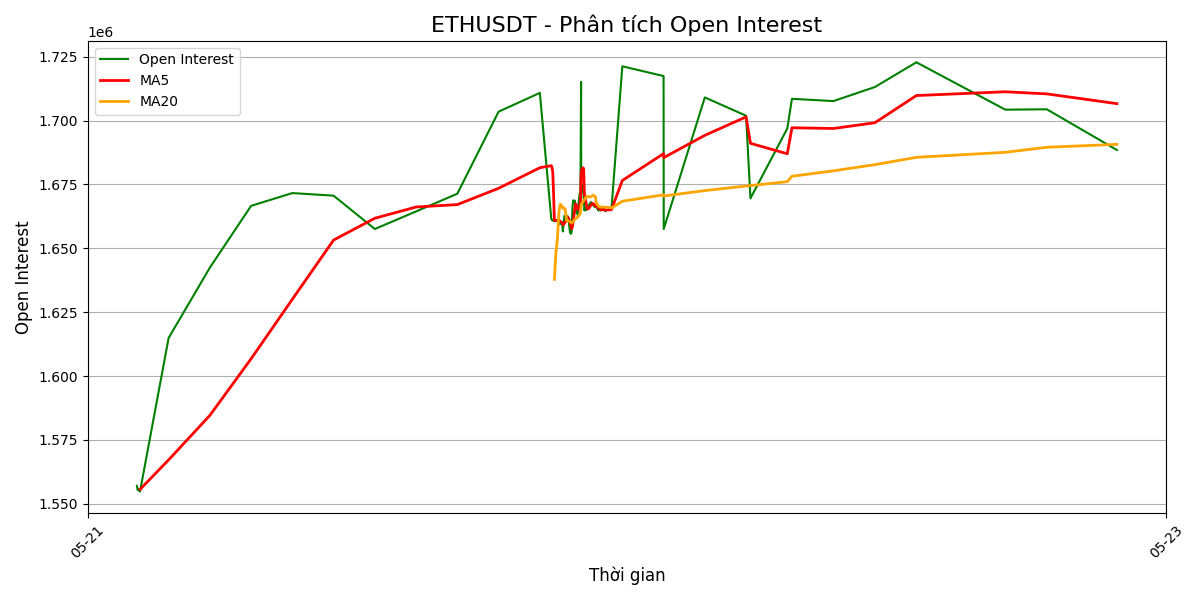 ETHUSDT - Phân tích Open Interest
1e6
Open Interest
MA5
MA20
1.725
1.700
1.675
1.650
1.625
1.600
1.575
1.550
Open Interest
05-21
05-23
Thời gian